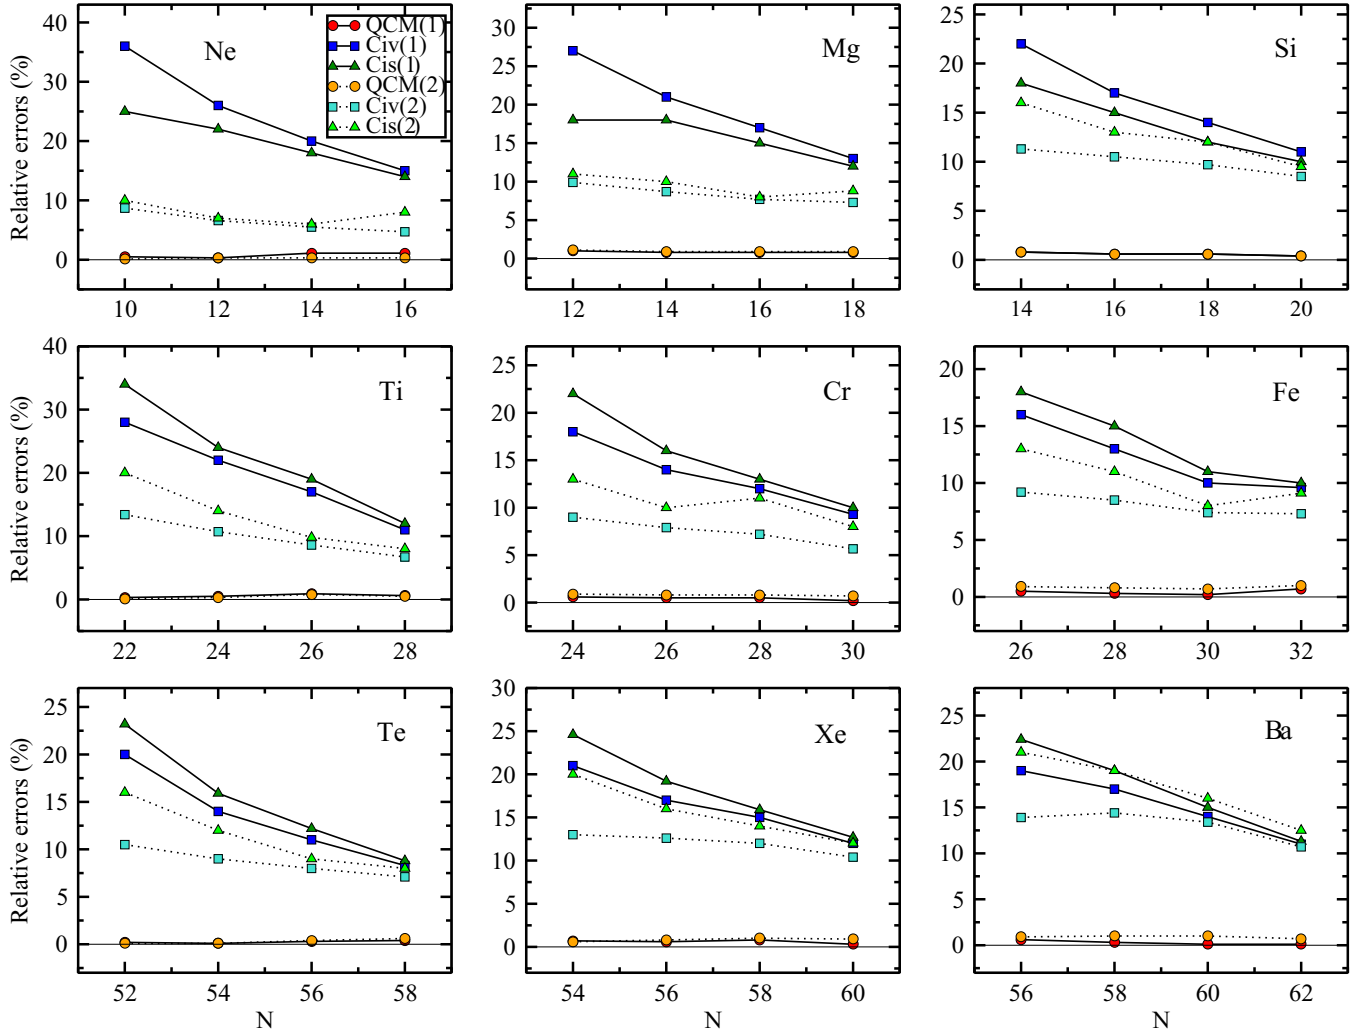 40
30
20
10
0
Relative errors (%)
Ne
QCM(1)
Civ(1)
Cis(1)
QCM(2)
Civ(2)
Cis(2)
10 12 14 16
30
25
20
15
10
5
0
Mg
12 14 16 18
25
20
15
10
5
0
Si
14 16 18 20
40
30
20
10
0
Relative errors (%)
Ti
22 24 26 28
25
20
15
10
5
0
Cr
24 26 28 30
20
15
10
5
0
Fe
26 28 30 32
25
20
15
10
5
0
Relative errors (%)
Te
52 54 56 58
N
30
25
20
15
10
5
0
Xe
54 56 58 60
N
25
20
15
10
5
0
Ba
56 58 60 62
N